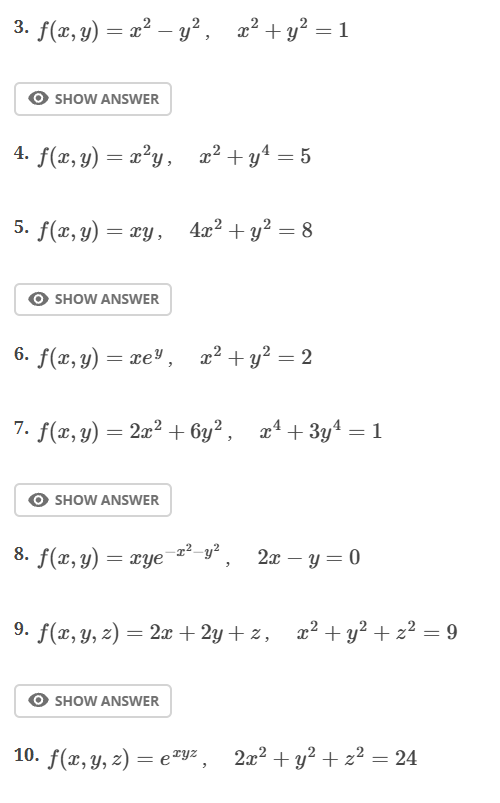 3. f(x, y) = x² − y², x² + y² = 1
SHOW ANSWER
4. f(x, y) = x²y, x² + y⁴ = 5
5. f(x, y) = xy, 4x² + y² = 8
SHOW ANSWER
6. f(x, y) = xeʸ, x² + y² = 2
7. f(x, y) = 2x² + 6y², x⁴ + 3y⁴ = 1
SHOW ANSWER
8. f(x, y) = xye^{−x²−y²}, 2x − y = 0
9. f(x, y, z) = 2x + 2y + z, x² + y² + z² = 9
SHOW ANSWER
10. f(x, y, z) = e^{xyz}, 2x² + y² + z² = 24